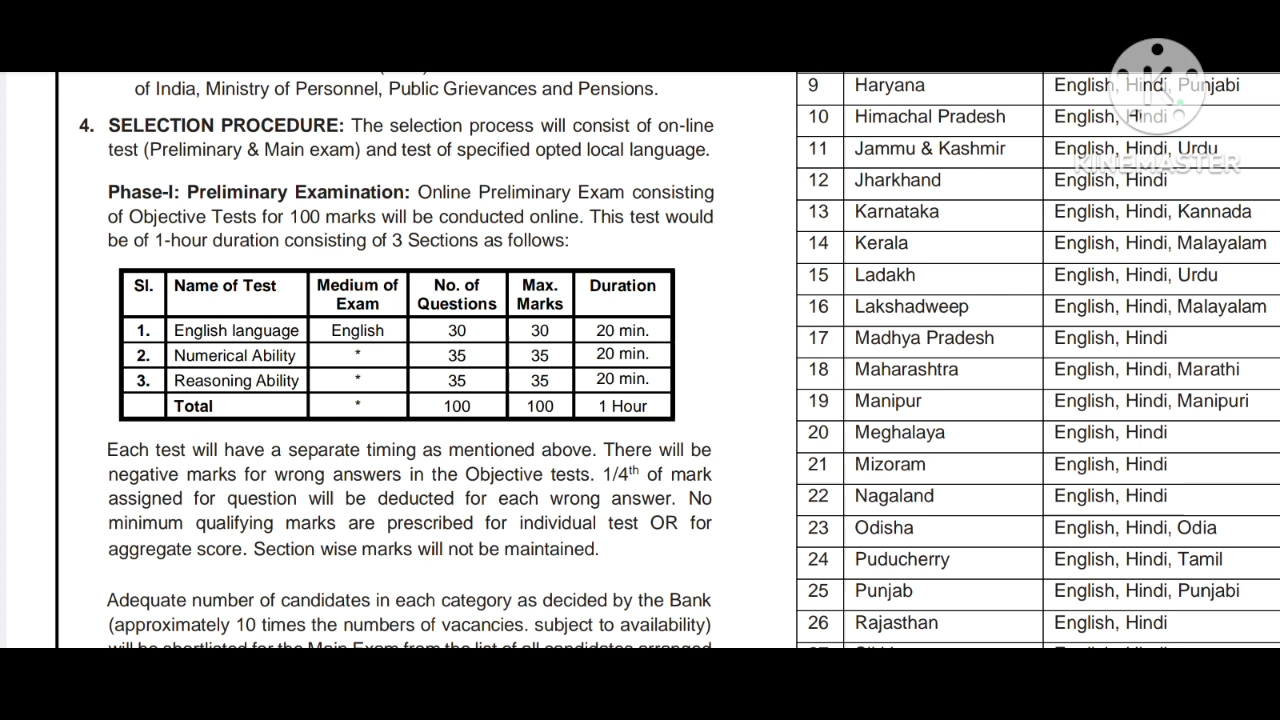 of India, Ministry of Personnel, Public Grievances and Pensions.
4. SELECTION PROCEDURE: The selection process will consist of on-line
test (Preliminary & Main exam) and test of specified opted local language.
Phase-I: Preliminary Examination: Online Preliminary Exam consisting
of Objective Tests for 100 marks will be conducted online. This test would
be of 1-hour duration consisting of 3 Sections as follows:
Sl. Name of Test Medium of Exam No. of Questions Max. Marks Duration
1. English language English 30 30 20 min.
2. Numerical Ability * 35 35 20 min.
3. Reasoning Ability * 35 35 20 min.
Total * 100 100 1 Hour
Each test will have a separate timing as mentioned above. There will be
negative marks for wrong answers in the Objective tests. 1/4th of mark
assigned for question will be deducted for each wrong answer. No
minimum qualifying marks are prescribed for individual test OR for
aggregate score. Section wise marks will not be maintained.
Adequate number of candidates in each category as decided by the Bank
(approximately 10 times the numbers of vacancies. subject to availability)
will be shortlisted for the Main Exam from the list of all candidates arranged
9 Haryana English, Hindi, Punjabi
10 Himachal Pradesh English, Hindi
11 Jammu & Kashmir English, Hindi, Urdu
12 Jharkhand English, Hindi
13 Karnataka English, Hindi, Kannada
14 Kerala English, Hindi, Malayalam
15 Ladakh English, Hindi, Urdu
16 Lakshadweep English, Hindi, Malayalam
17 Madhya Pradesh English, Hindi
18 Maharashtra English, Hindi, Marathi
19 Manipur English, Hindi, Manipuri
20 Meghalaya English, Hindi
21 Mizoram English, Hindi
22 Nagaland English, Hindi
23 Odisha English, Hindi, Odia
24 Puducherry English, Hindi, Tamil
25 Punjab English, Hindi, Punjabi
26 Rajasthan English, Hindi
K
KINEMASTER